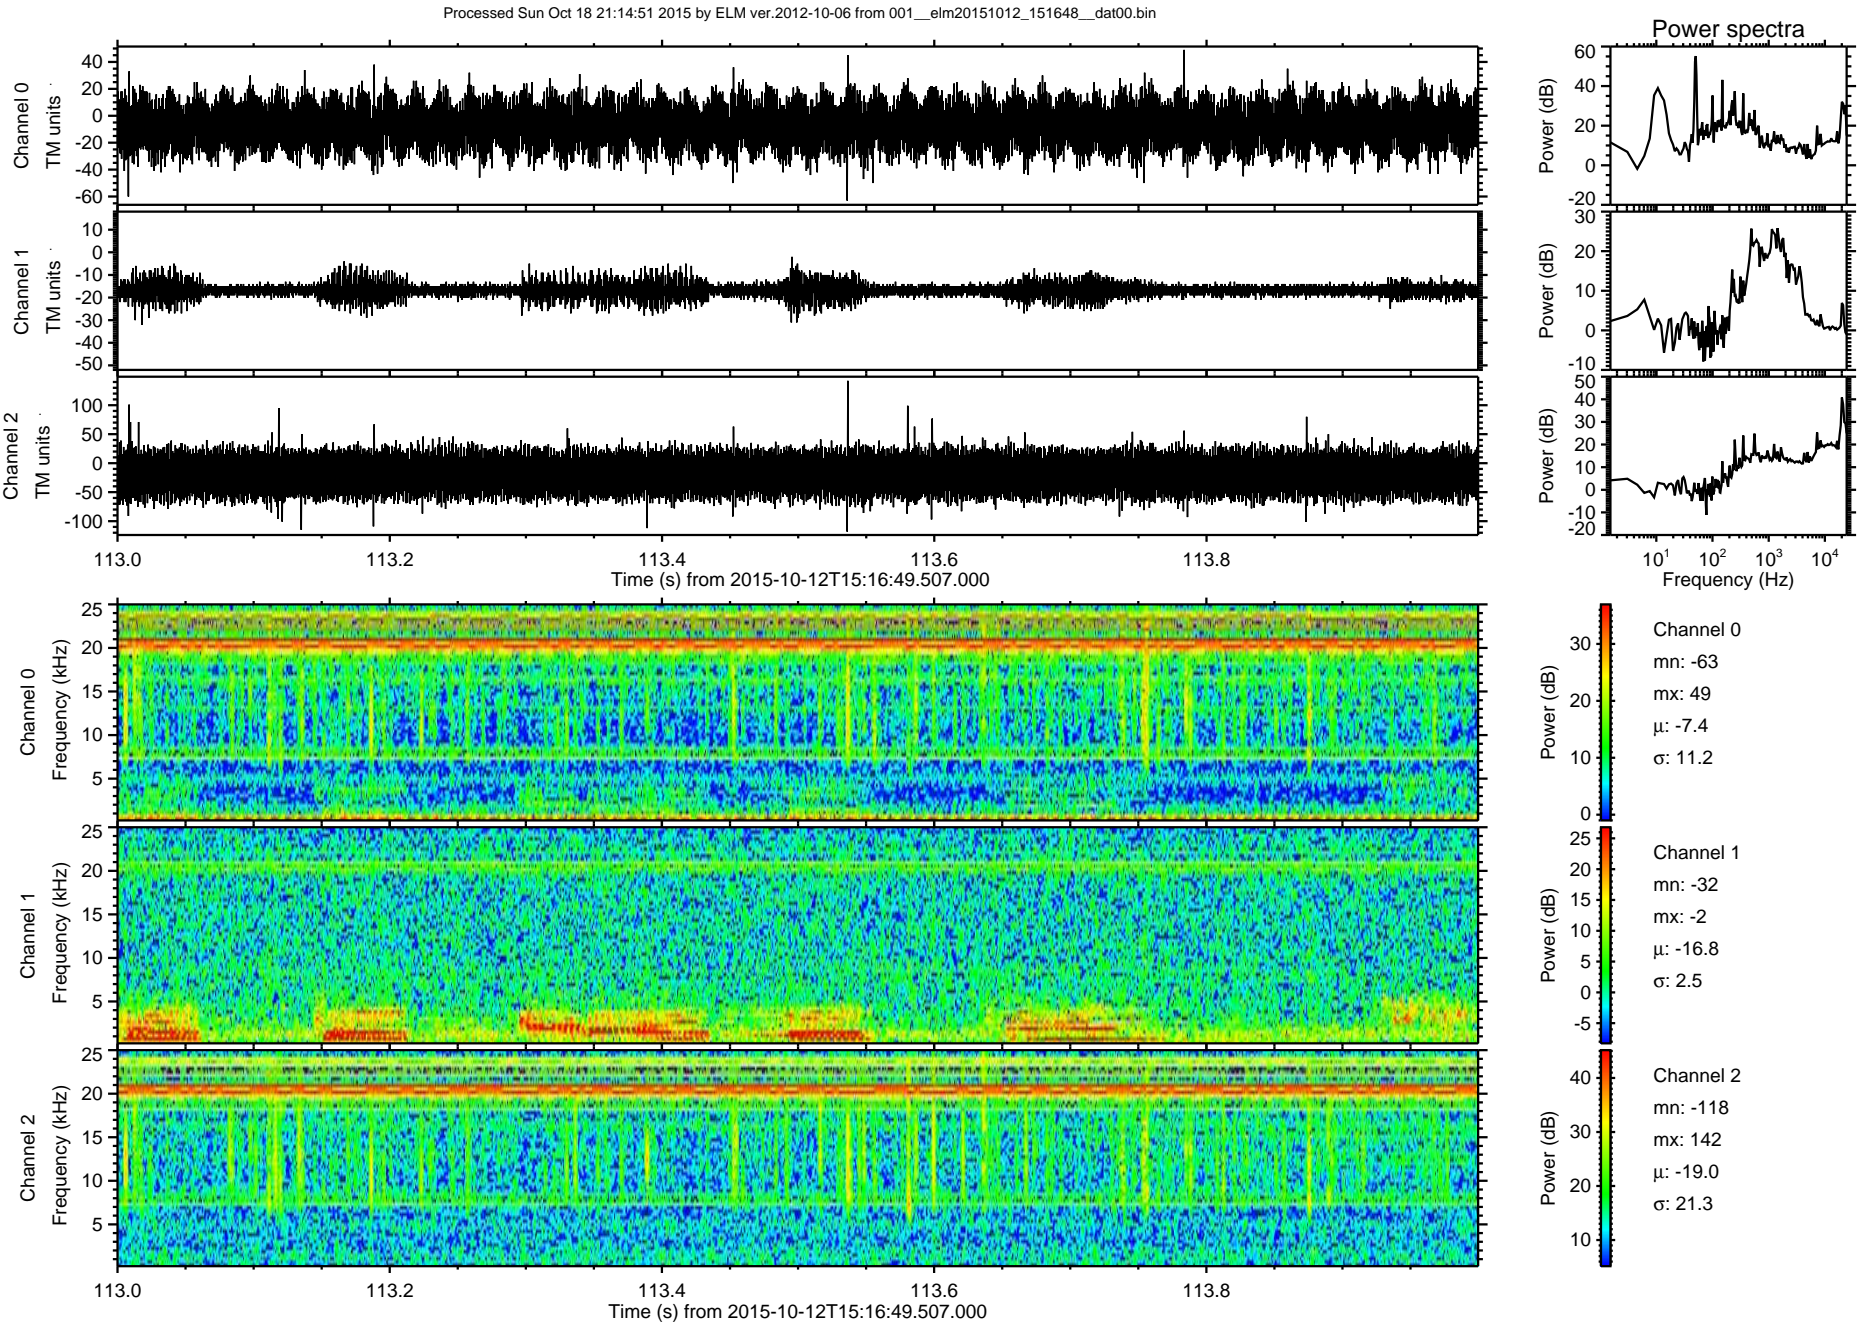 Processed Sun Oct 18 21:14:51 2015 by ELM ver.2012-10-06 from 001__elm20151012_151648__dat00.bin
Power spectra
Channel 0
TM units
40
20
0
-20
-40
-60
Power (dB)
60
40
20
0
-20
Channel 1
TM units
10
0
-10
-20
-30
-40
-50
Power (dB)
30
20
10
0
-10
Channel 2
TM units
100
50
0
-50
-100
Power (dB)
50
40
30
20
10
0
-10
-20
113.0 113.2 113.4 113.6 113.8
Time (s) from 2015-10-12T15:16:49.507.000
10¹ 10² 10³ 10⁴
Frequency (Hz)
Channel 0
Frequency (kHz)
25
20
15
10
5
Power (dB)
30
20
10
0
Channel 0
mn: -63
mx: 49
μ: -7.4
σ: 11.2
Channel 1
Frequency (kHz)
25
20
15
10
5
Power (dB)
25
20
15
10
5
0
-5
Channel 1
mn: -32
mx: -2
μ: -16.8
σ: 2.5
Channel 2
Frequency (kHz)
25
20
15
10
5
Power (dB)
40
30
20
10
Channel 2
mn: -118
mx: 142
μ: -19.0
σ: 21.3
113.0 113.2 113.4 113.6 113.8
Time (s) from 2015-10-12T15:16:49.507.000